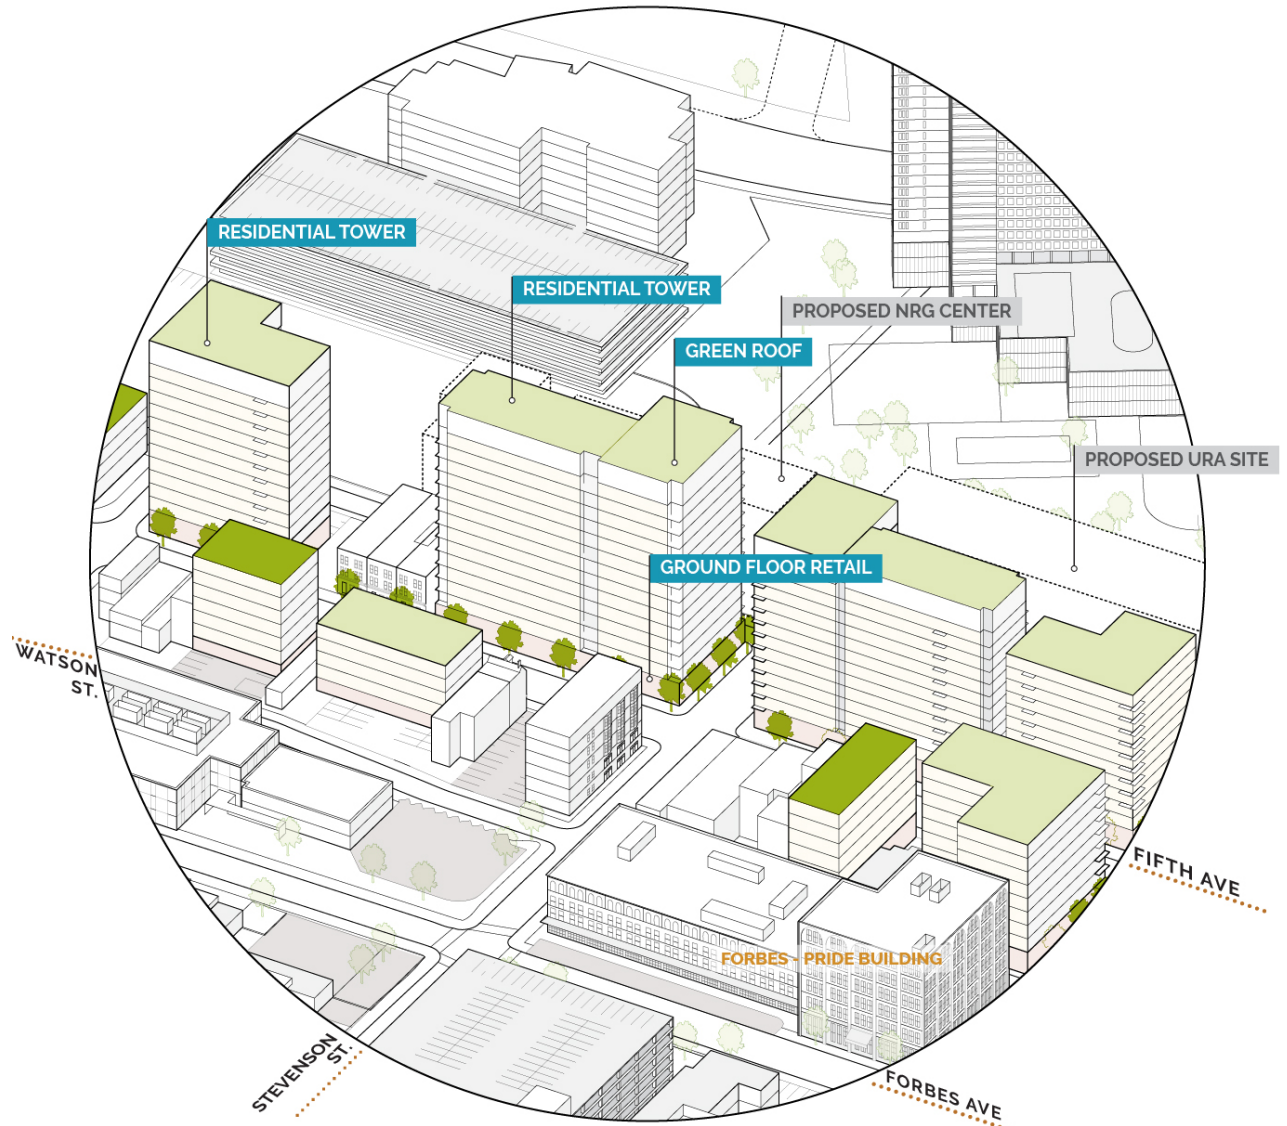 RESIDENTIAL TOWER
RESIDENTIAL TOWER
PROPOSED NRG CENTER
GREEN ROOF
PROPOSED URA SITE
GROUND FLOOR RETAIL
WATSON
ST.
FIFTH AVE
FORBES - PRIDE BUILDING
STEVENSON
ST.
FORBES AVE